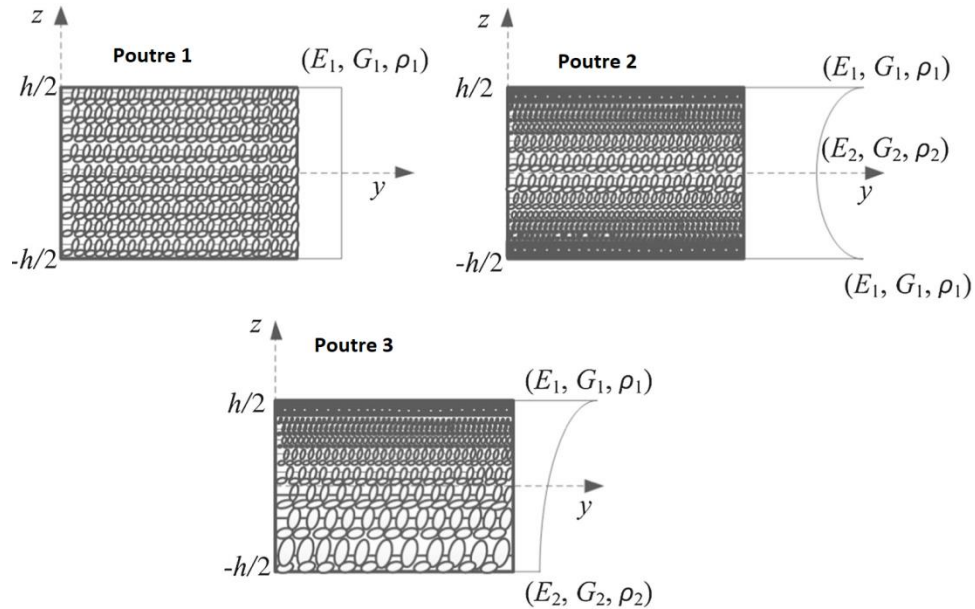 z
Poutre 1
(E₁, G₁, ρ₁)
h/2
y
-h/2
z
Poutre 2
(E₁, G₁, ρ₁)
h/2
(E₂, G₂, ρ₂)
y
-h/2
(E₁, G₁, ρ₁)
z
Poutre 3
(E₁, G₁, ρ₁)
h/2
y
-h/2
(E₂, G₂, ρ₂)